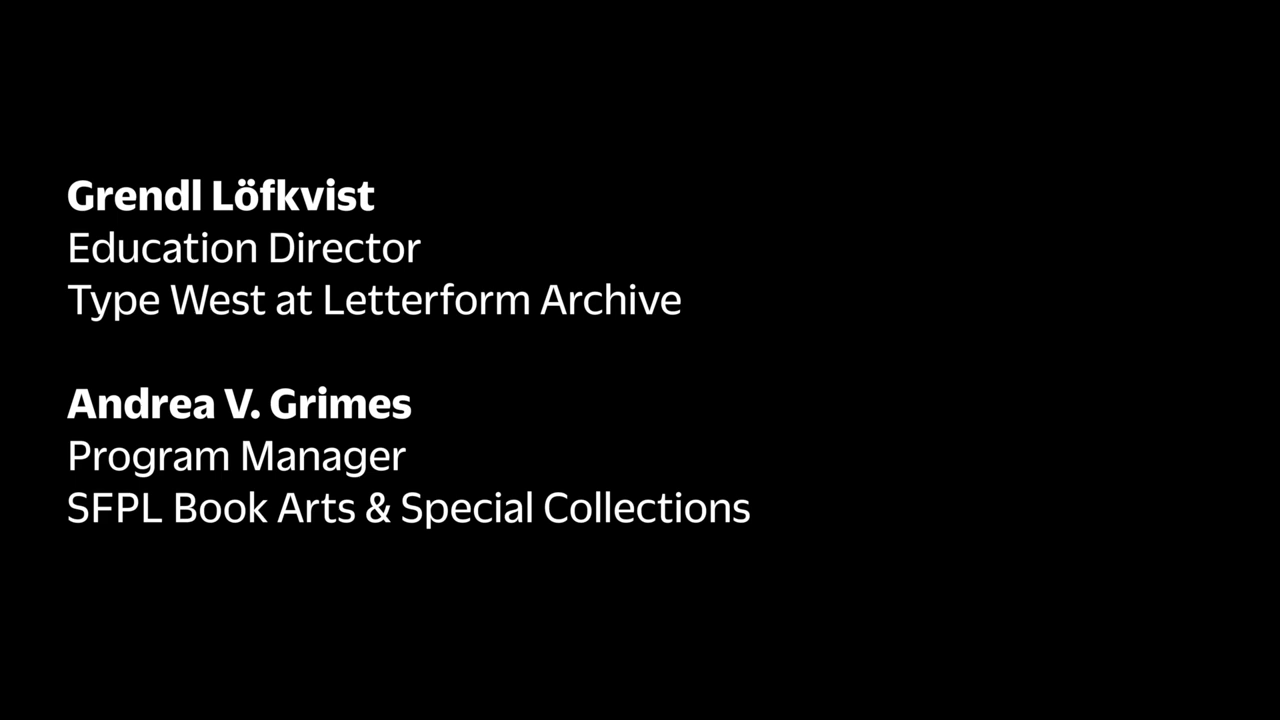 Grendl Löfkvist
Education Director
Type West at Letterform Archive
Andrea V. Grimes
Program Manager
SFPL Book Arts & Special Collections